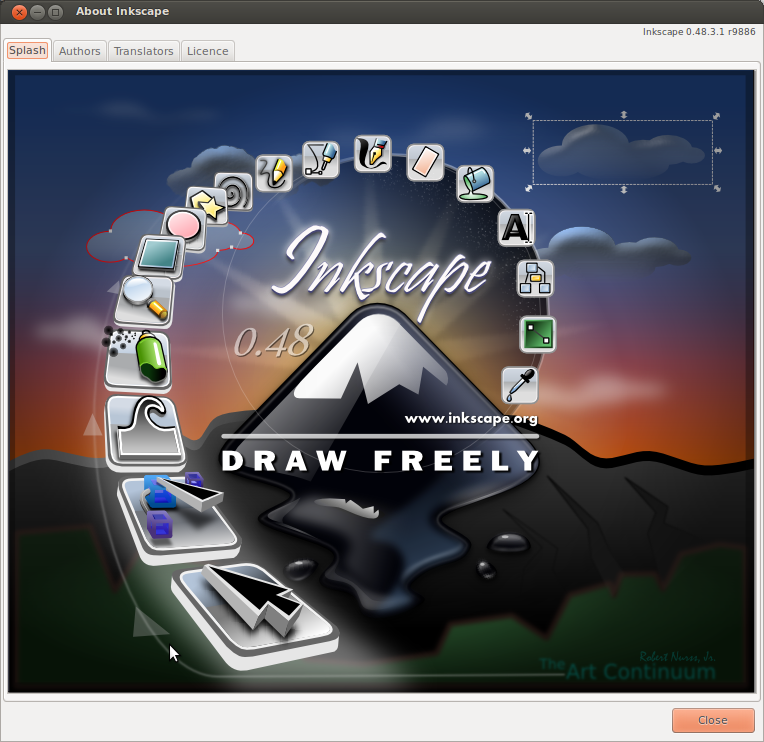 About Inkscape
Inkscape 0.48.3.1 r9886
Splash
Authors
Translators
Licence
A
Inkscape
0.48
www.inkscape.org
DRAW FREELY
Robert Nurse, Jr.
The Art Continuum
Close